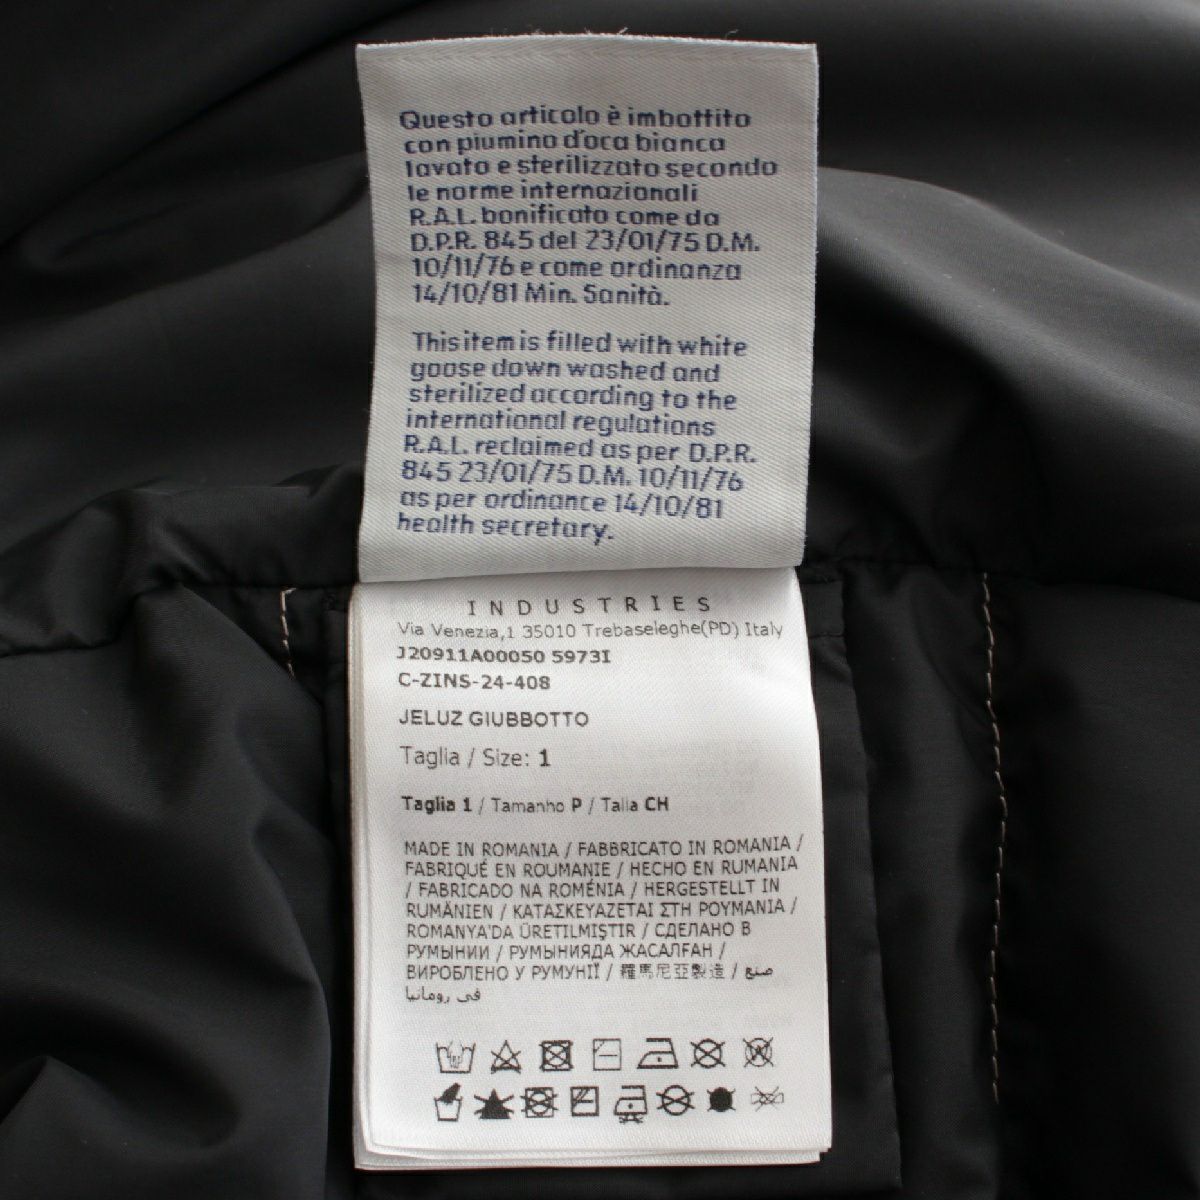 Questo articolo è imbottito
con piumino d'oca bianca
lavato e sterilizzato secondo
le norme internazionali
R.A.L. bonificato come da
D.P.R. 845 del 23/01/75 D.M.
10/11/76 e come ordinanza
14/10/81 Min. Sanità.
This item is filled with white
goose down washed and
sterilized according to the
international regulations
R.A.L. reclaimed as per D.P.R.
845 23/01/75 D.M. 10/11/76
as per ordinance 14/10/81
health secretary.
INDUSTRIES
Via Venezia,1 35010 Trebaseleghe(PD) Italy
J20911A00050 5973I
C-ZINS-24-408
JELUZ GIUBBOTTO
Taglia / Size: 1
Taglia 1 / Tamanho P / Talla CH
MADE IN ROMANIA / FABBRICATO IN ROMANIA /
FABRIQUÉ EN ROUMANIE / HECHO EN RUMANIA
/ FABRICADO NA ROMÉNIA / HERGESTELLT IN
RUMÄNIEN / ΚΑΤΑΣΚΕΥΑΖΕΤΑΙ ΣΤΗ ΡΟΥΜΑΝΙΑ /
ROMANYA'DA ÜRETILMIŞTIR / СДЕЛАНО В
РУМЫНИИ / РУМЫНИЯДА ЖАСАЛҒАН /
ВИРОБЛЕНО У РУМУНІЇ / 羅馬尼亞製造 / صنع
في رومانيا